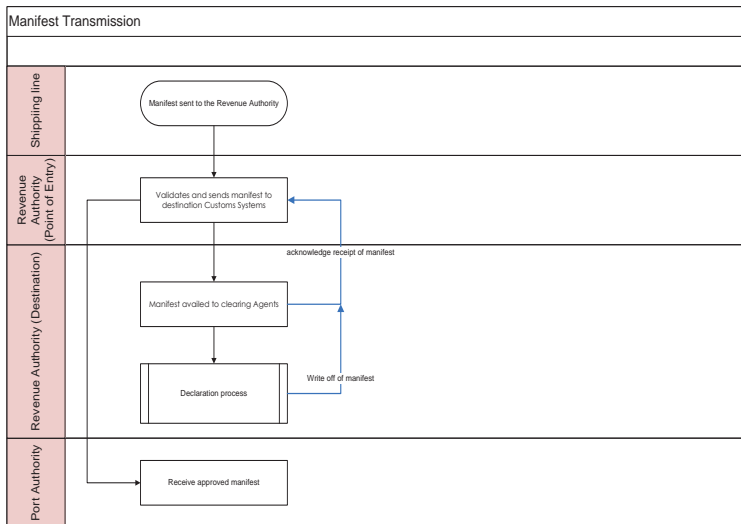 Manifest Transmission
Shippiing line
Manifest sent to the Revenue Authority
Revenue
Authority
(Point of Entry)
Validates and sends manifest to
destination Customs Systems
acknowledge receipt of manifest
Revenue Authority (Destination)
Manifest availed to clearing Agents
Write off of manifest
Declaration process
Port Authority
Receive approved manifest